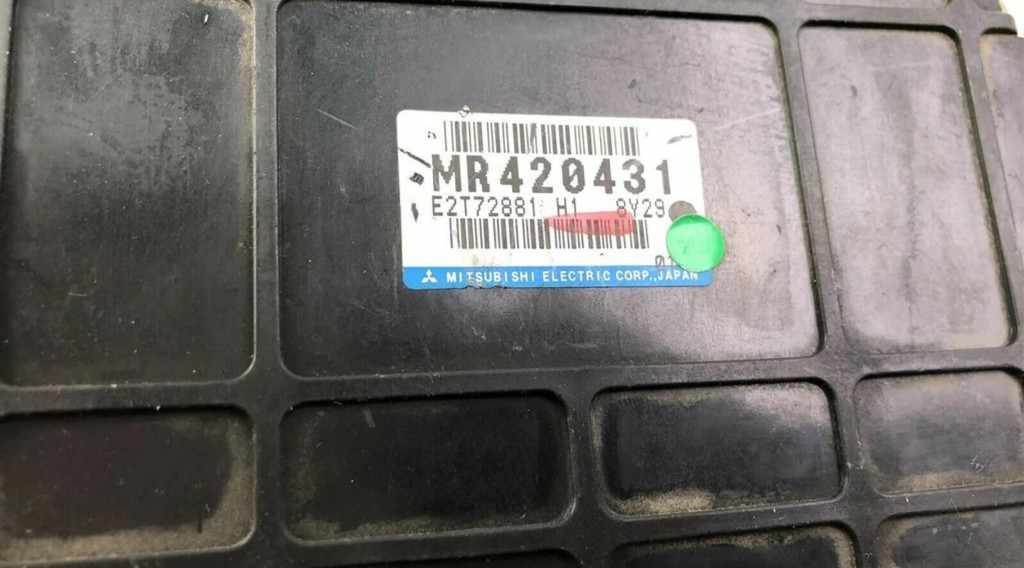 MR420431
E2T72881 H1 8Y29
MITSUBISHI ELECTRIC CORP.,JAPAN